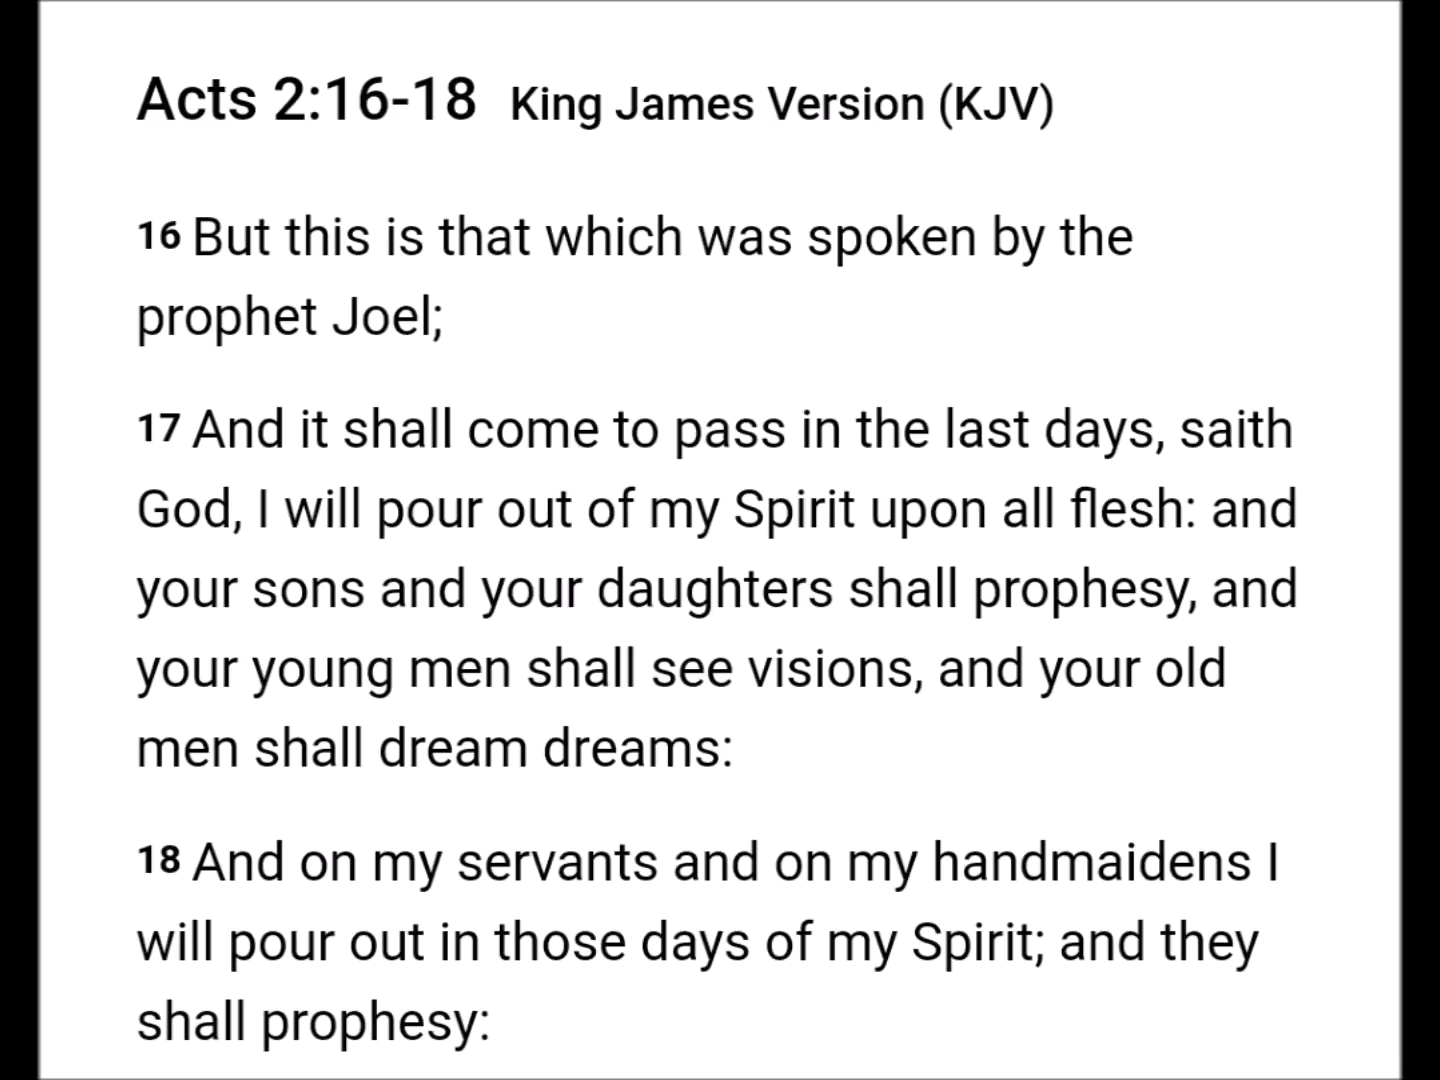 Acts 2:16-18 King James Version (KJV)
16 But this is that which was spoken by the
prophet Joel;
17 And it shall come to pass in the last days, saith
God, I will pour out of my Spirit upon all flesh: and
your sons and your daughters shall prophesy, and
your young men shall see visions, and your old
men shall dream dreams:
18 And on my servants and on my handmaidens I
will pour out in those days of my Spirit; and they
shall prophesy: